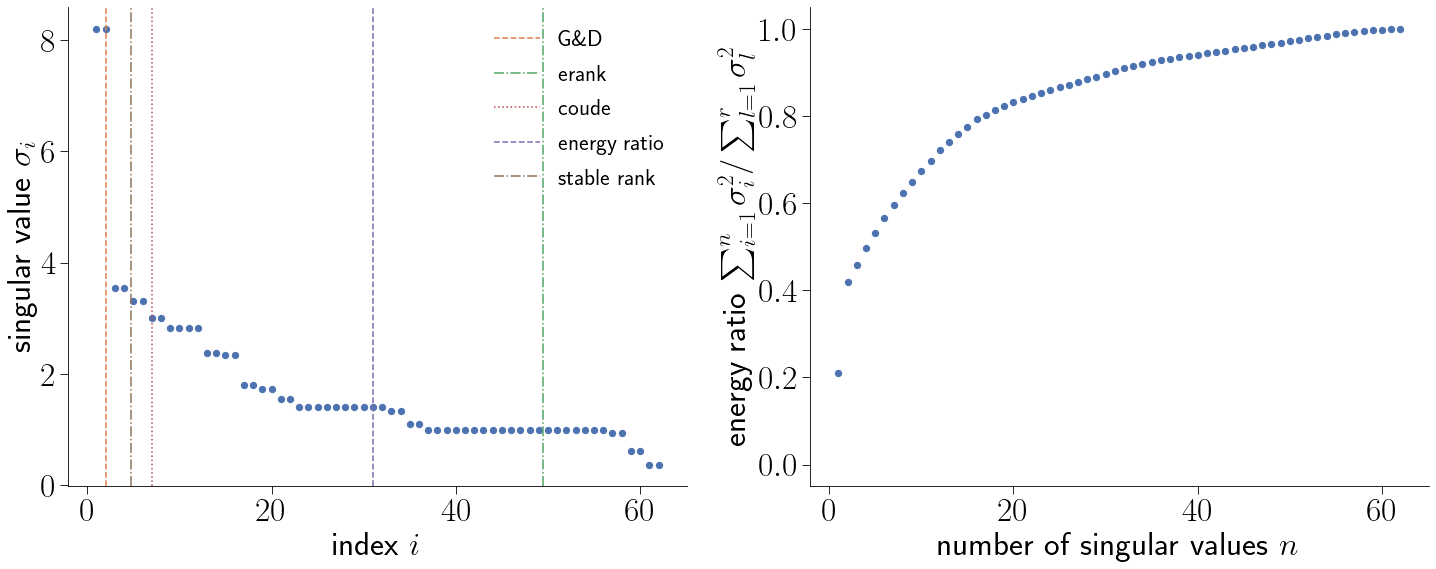 8
6
4
2
0
singular value σ_i
0 20 40 60
index i
G&D
erank
coude
energy ratio
stable rank
1.0
0.8
0.6
0.4
0.2
0.0
energy ratio ∑_{i=1}^{n} σ_i^2 / ∑_{l=1}^{r} σ_l^2
0 20 40 60
number of singular values n